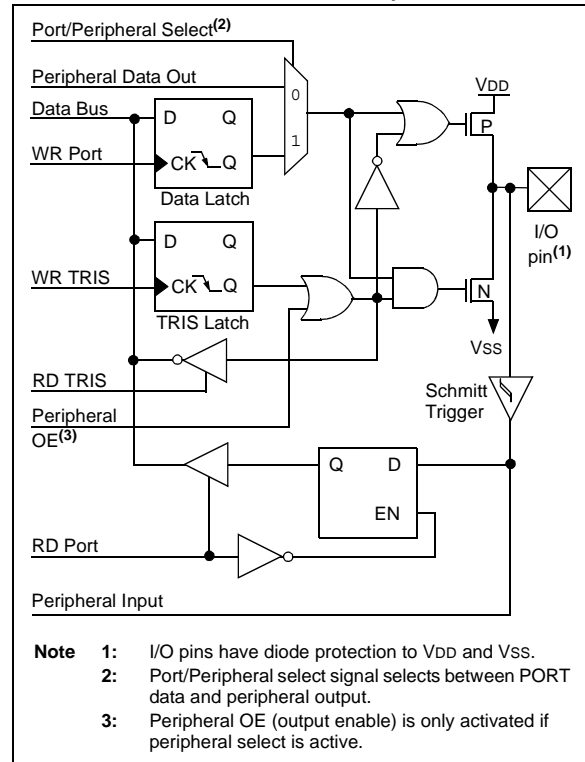 Port/Peripheral Select(2)
Peripheral Data Out
Data Bus
WR Port
D Q
CK Q
Data Latch
0
1
VDD
P
I/O
pin(1)
WR TRIS
D Q
CK Q
TRIS Latch
N
VSS
RD TRIS
Schmitt
Trigger
Peripheral
OE(3)
Q D
EN
RD Port
Peripheral Input
Note 1: I/O pins have diode protection to VDD and VSS.
2: Port/Peripheral select signal selects between PORT
data and peripheral output.
3: Peripheral OE (output enable) is only activated if
peripheral select is active.